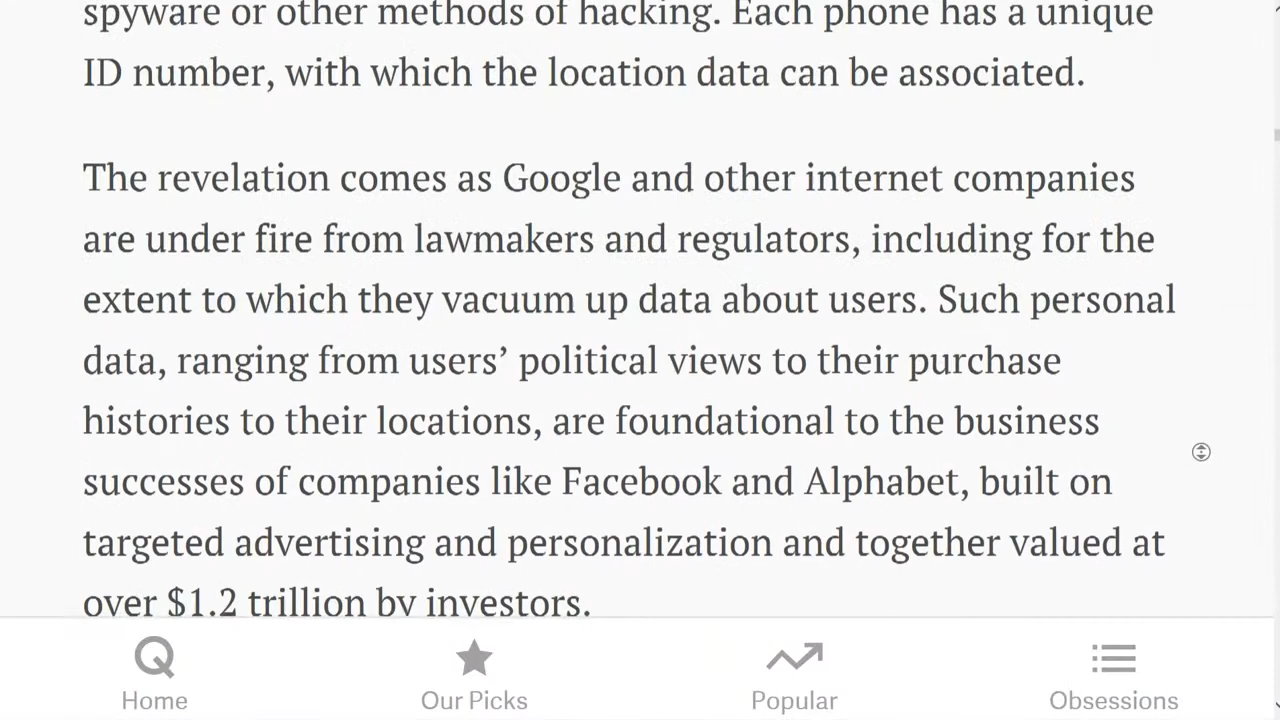 spyware or other methods of hacking. Each phone has a unique
ID number, with which the location data can be associated.
The revelation comes as Google and other internet companies
are under fire from lawmakers and regulators, including for the
extent to which they vacuum up data about users. Such personal
data, ranging from users’ political views to their purchase
histories to their locations, are foundational to the business
successes of companies like Facebook and Alphabet, built on
targeted advertising and personalization and together valued at
over $1.2 trillion by investors.
Home Our Picks Popular Obsessions